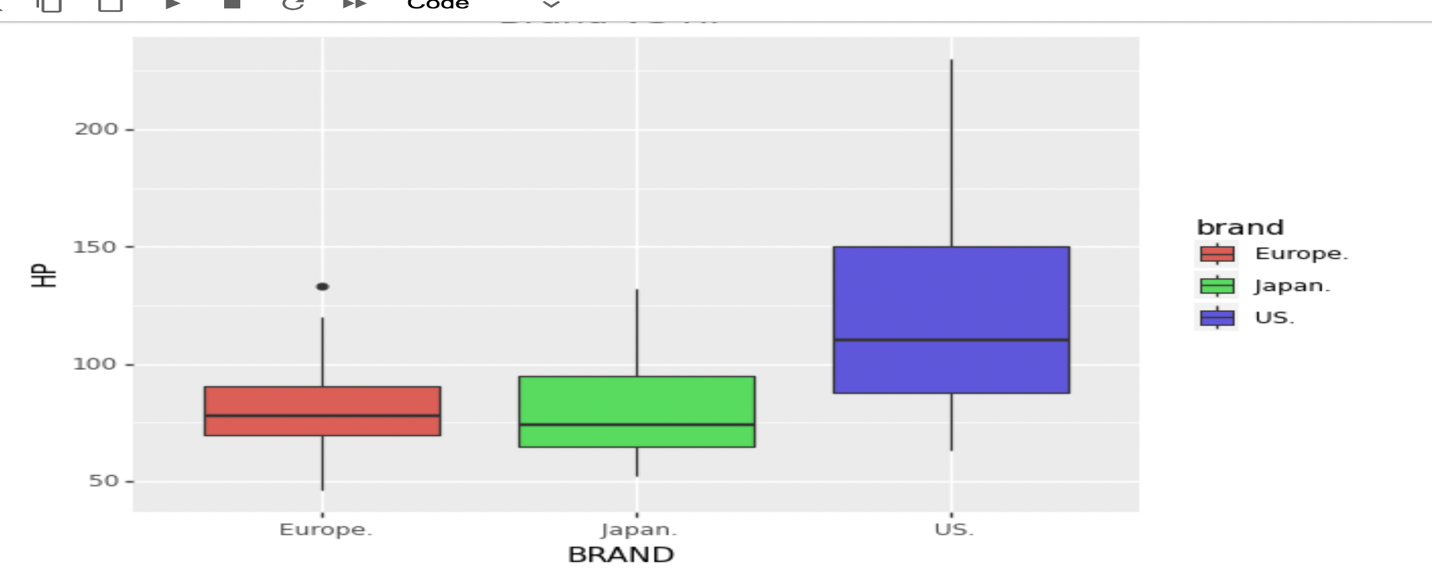 Code
200
150
100
50
HP
Europe.
Japan.
US.
BRAND
brand
Europe.
Japan.
US.